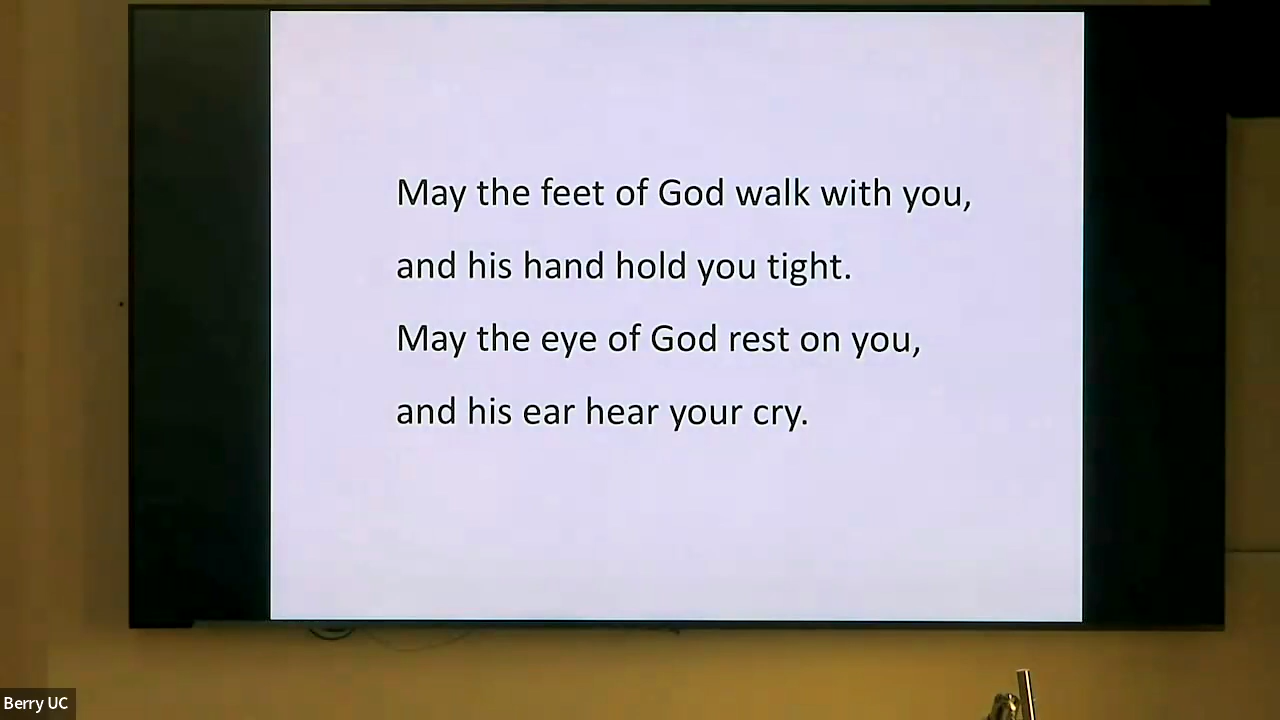 May the feet of God walk with you,
and his hand hold you tight.
May the eye of God rest on you,
and his ear hear your cry.
Berry UC